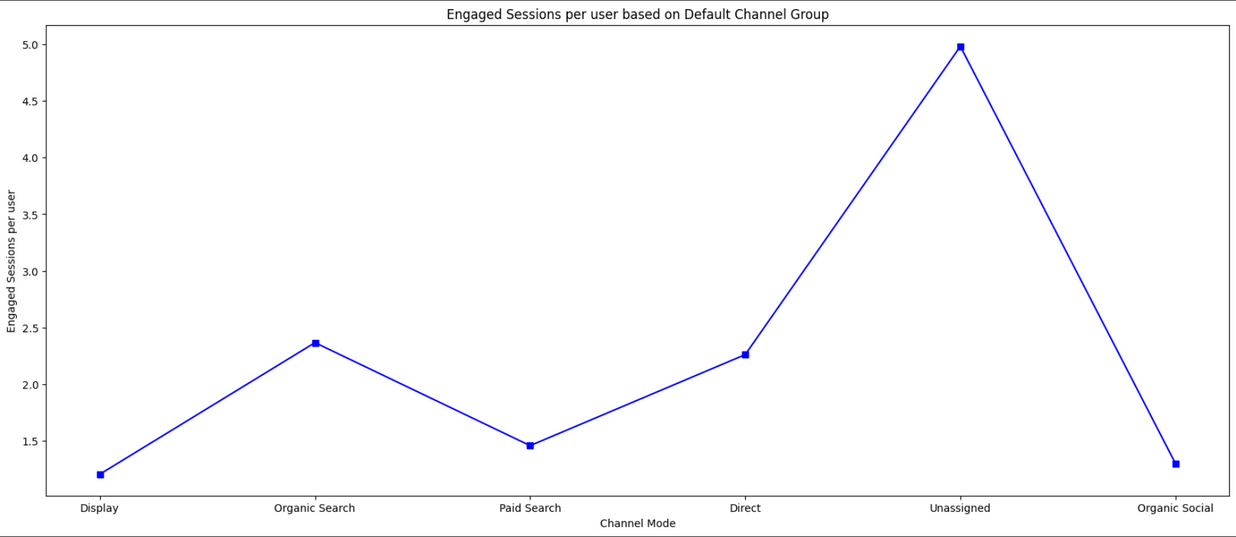 Engaged Sessions per user based on Default Channel Group
Engaged Sessions per user
5.0
4.5
4.0
3.5
3.0
2.5
2.0
1.5
Display Organic Search Paid Search Direct Unassigned Organic Social
Channel Mode